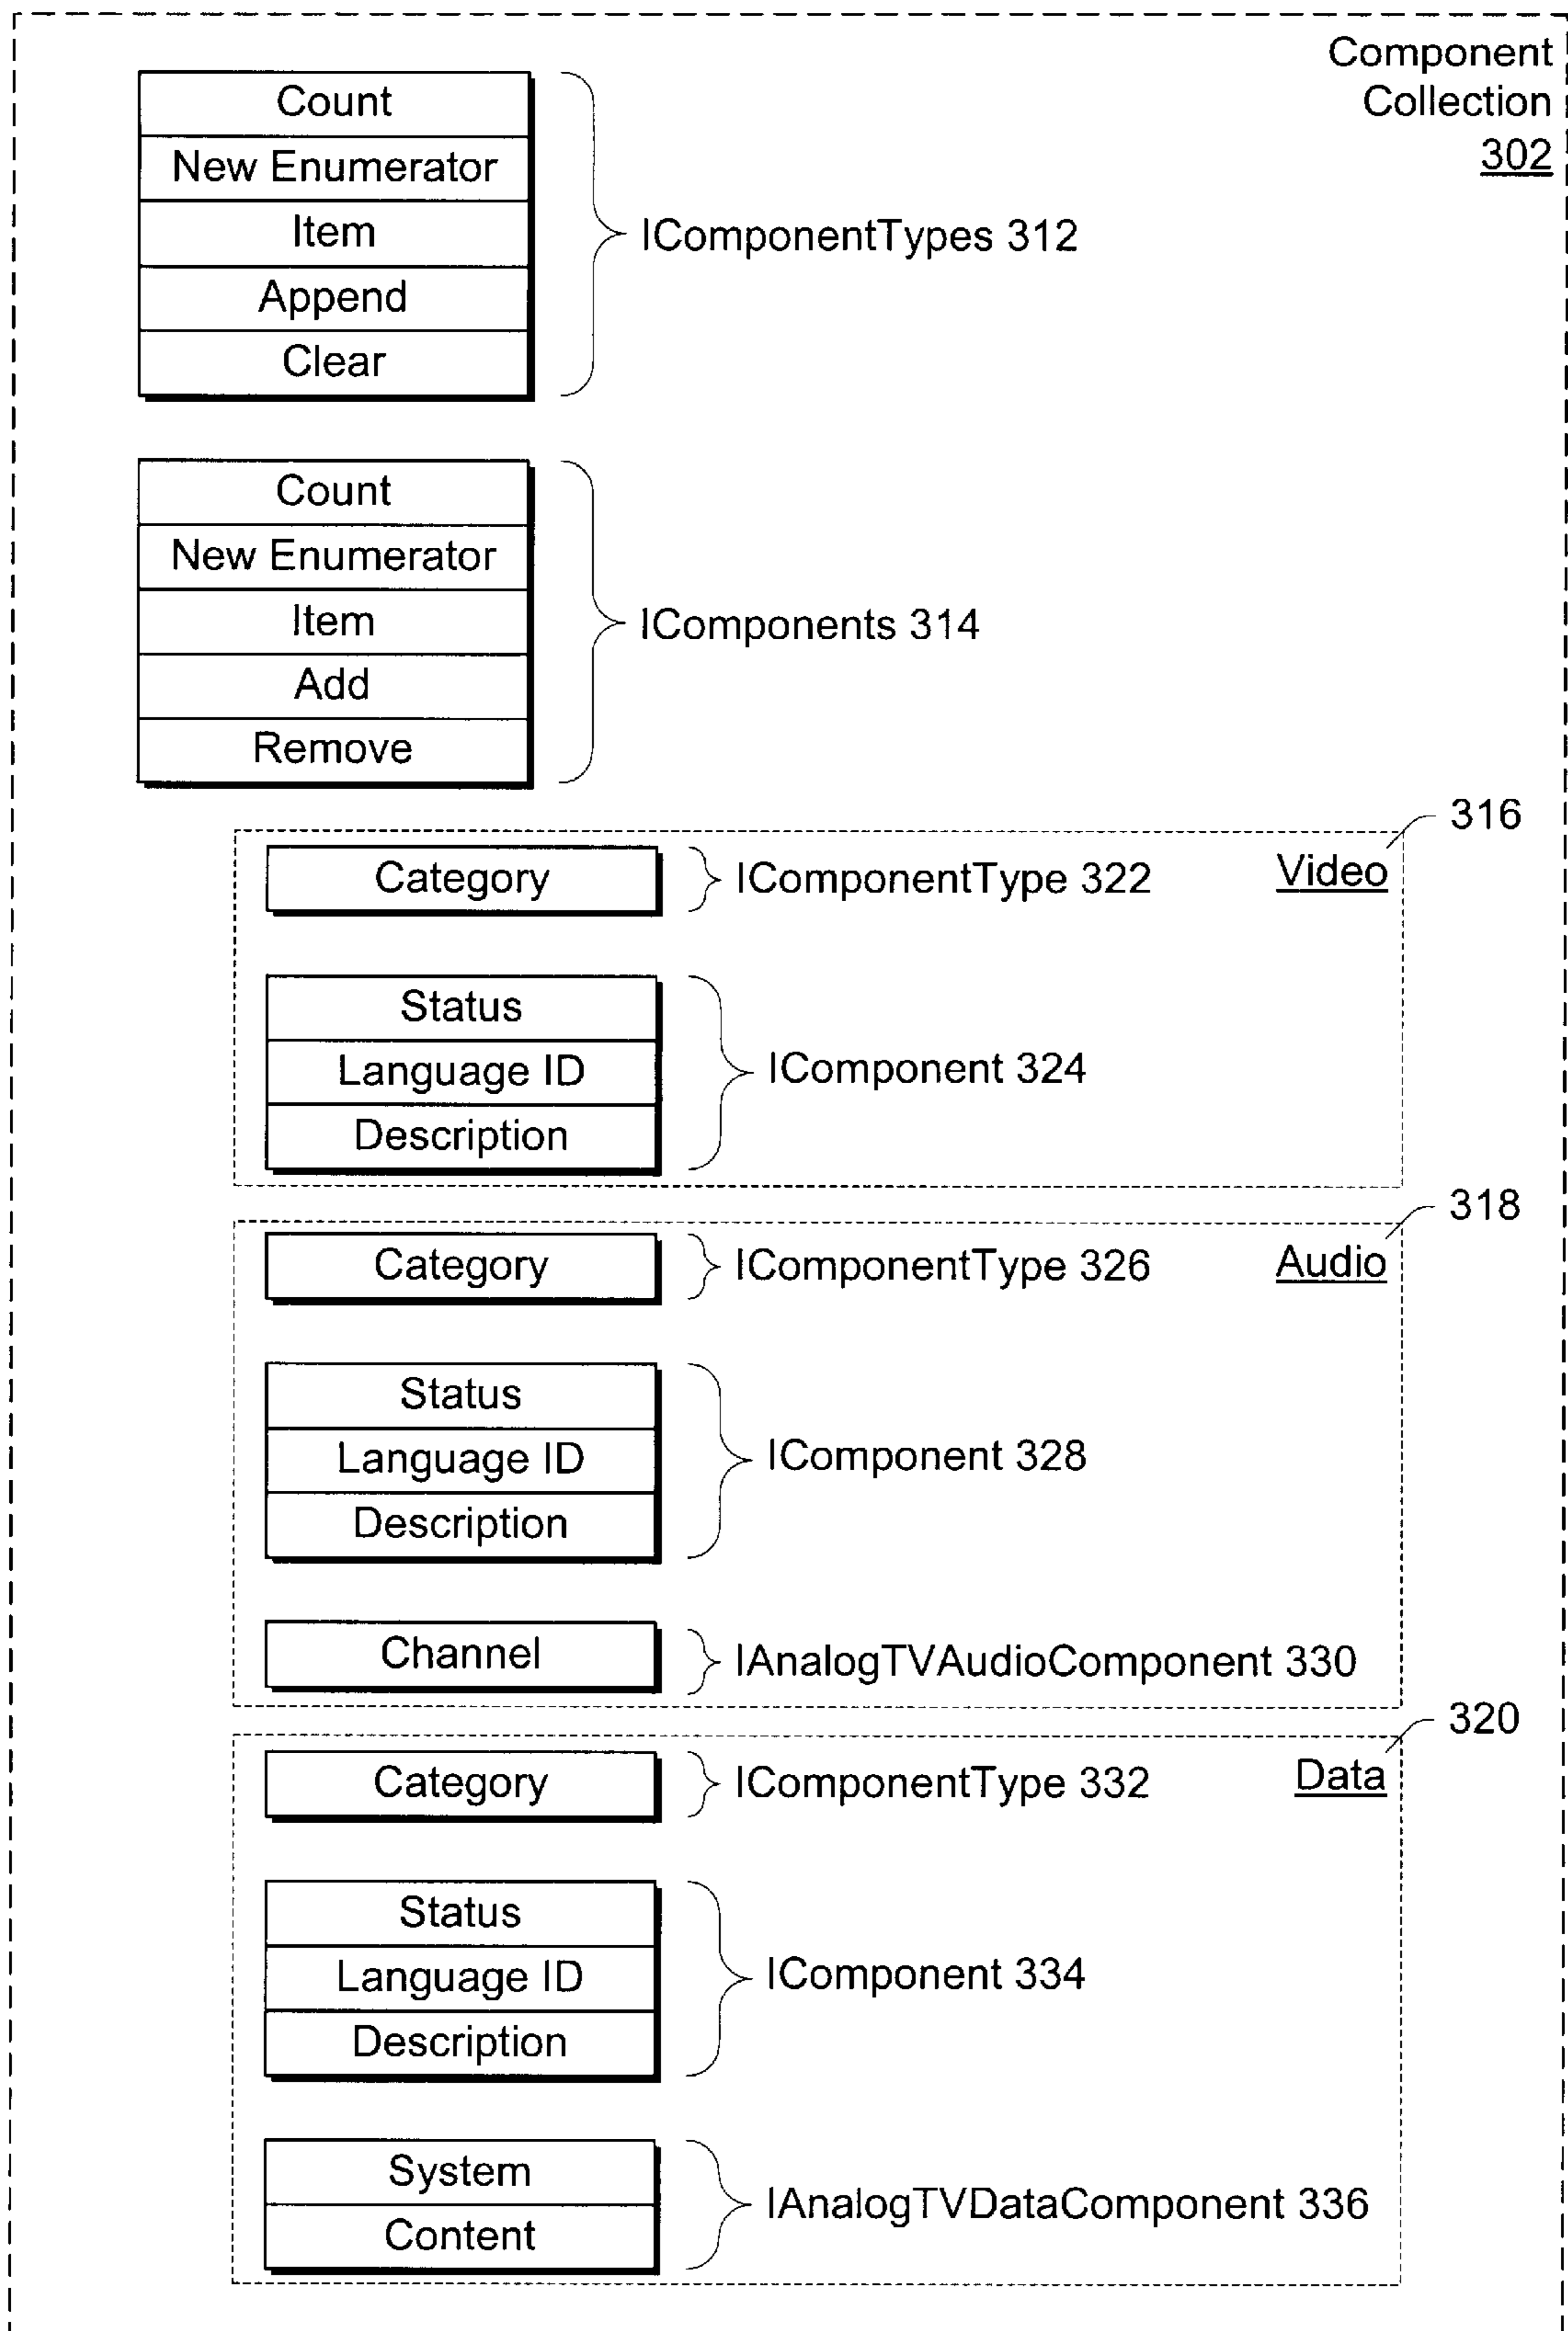 Component
Collection
302
Count
New Enumerator
Item
Append
Clear
IComponentTypes 312
Count
New Enumerator
Item
Add
Remove
IComponents 314
316
Video
Category
IComponentType 322
Status
Language ID
Description
IComponent 324
318
Audio
Category
IComponentType 326
Status
Language ID
Description
IComponent 328
Channel
IAnalogTVAudioComponent 330
320
Data
Category
IComponentType 332
Status
Language ID
Description
IComponent 334
System
Content
IAnalogTVDataComponent 336